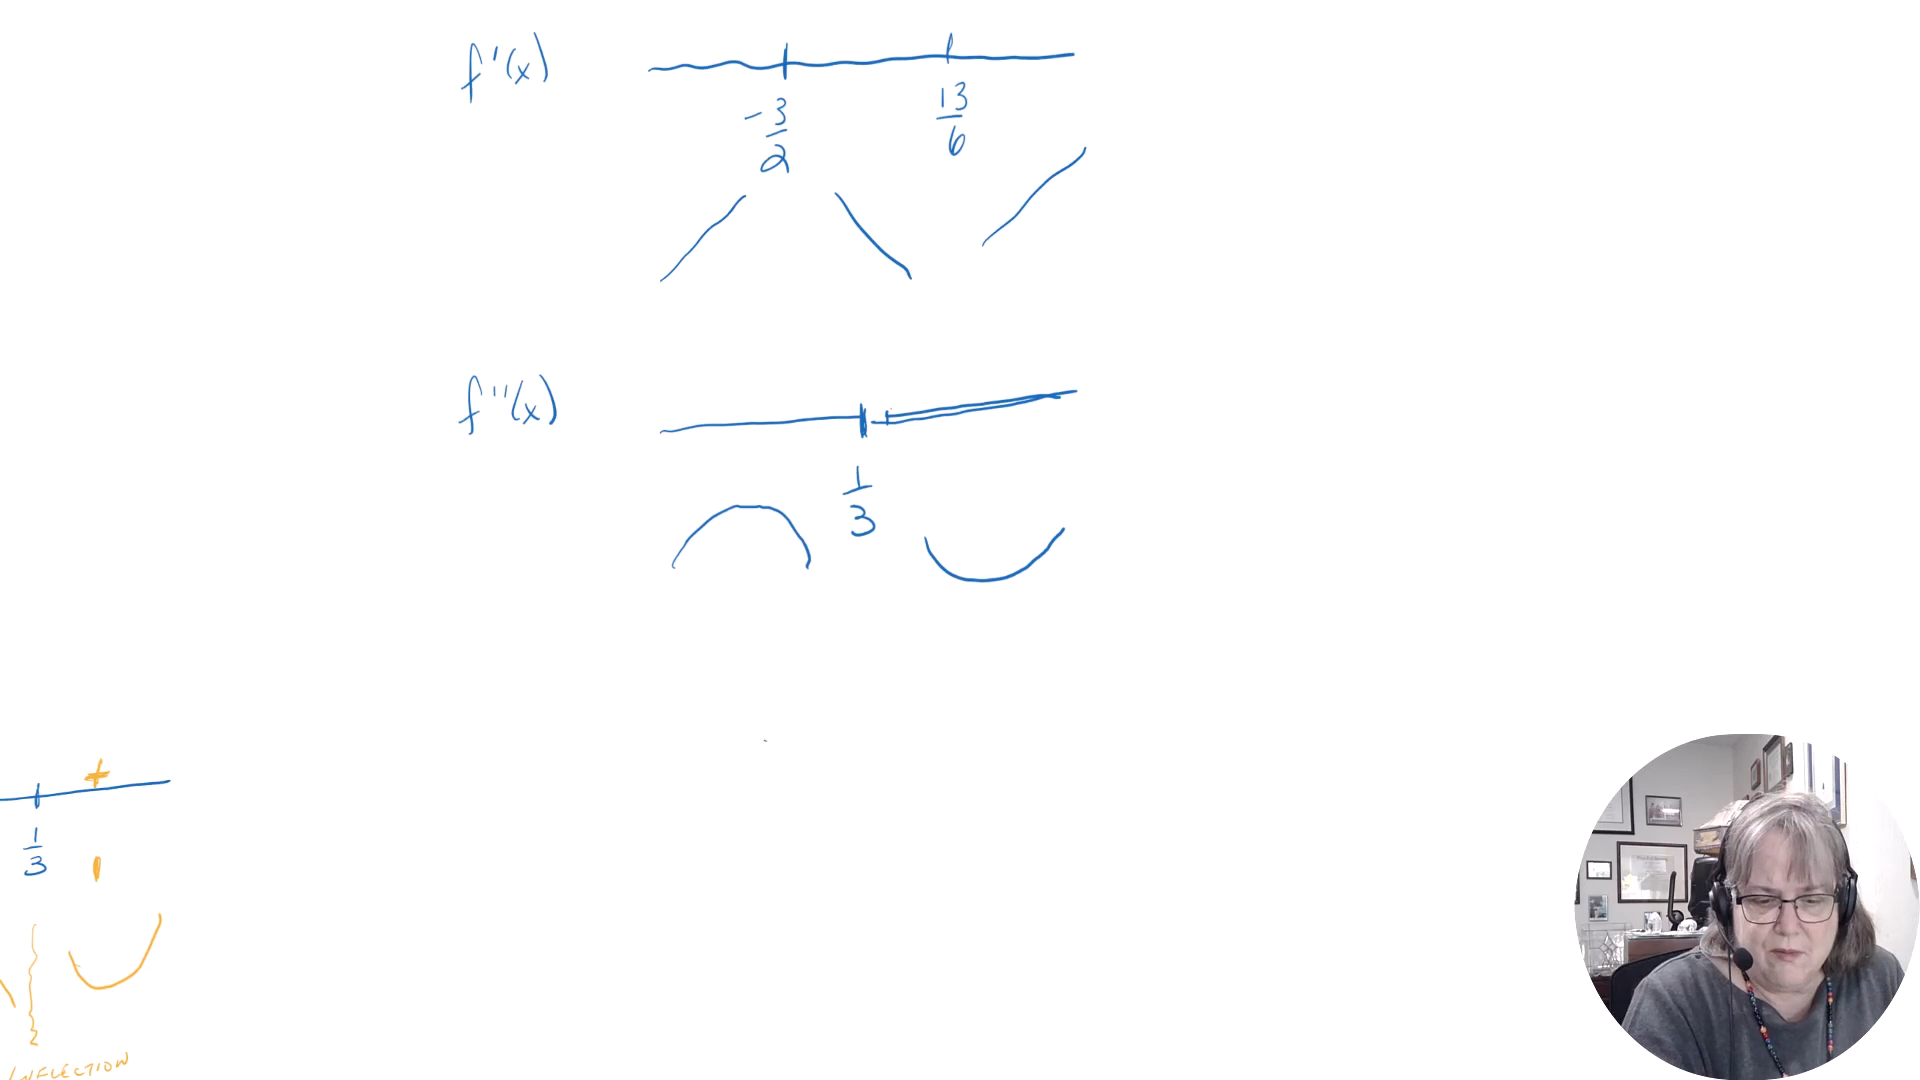 f'(x)
-3/2
13/6
f''(x)
1/3
+
1/3
INFLECTION